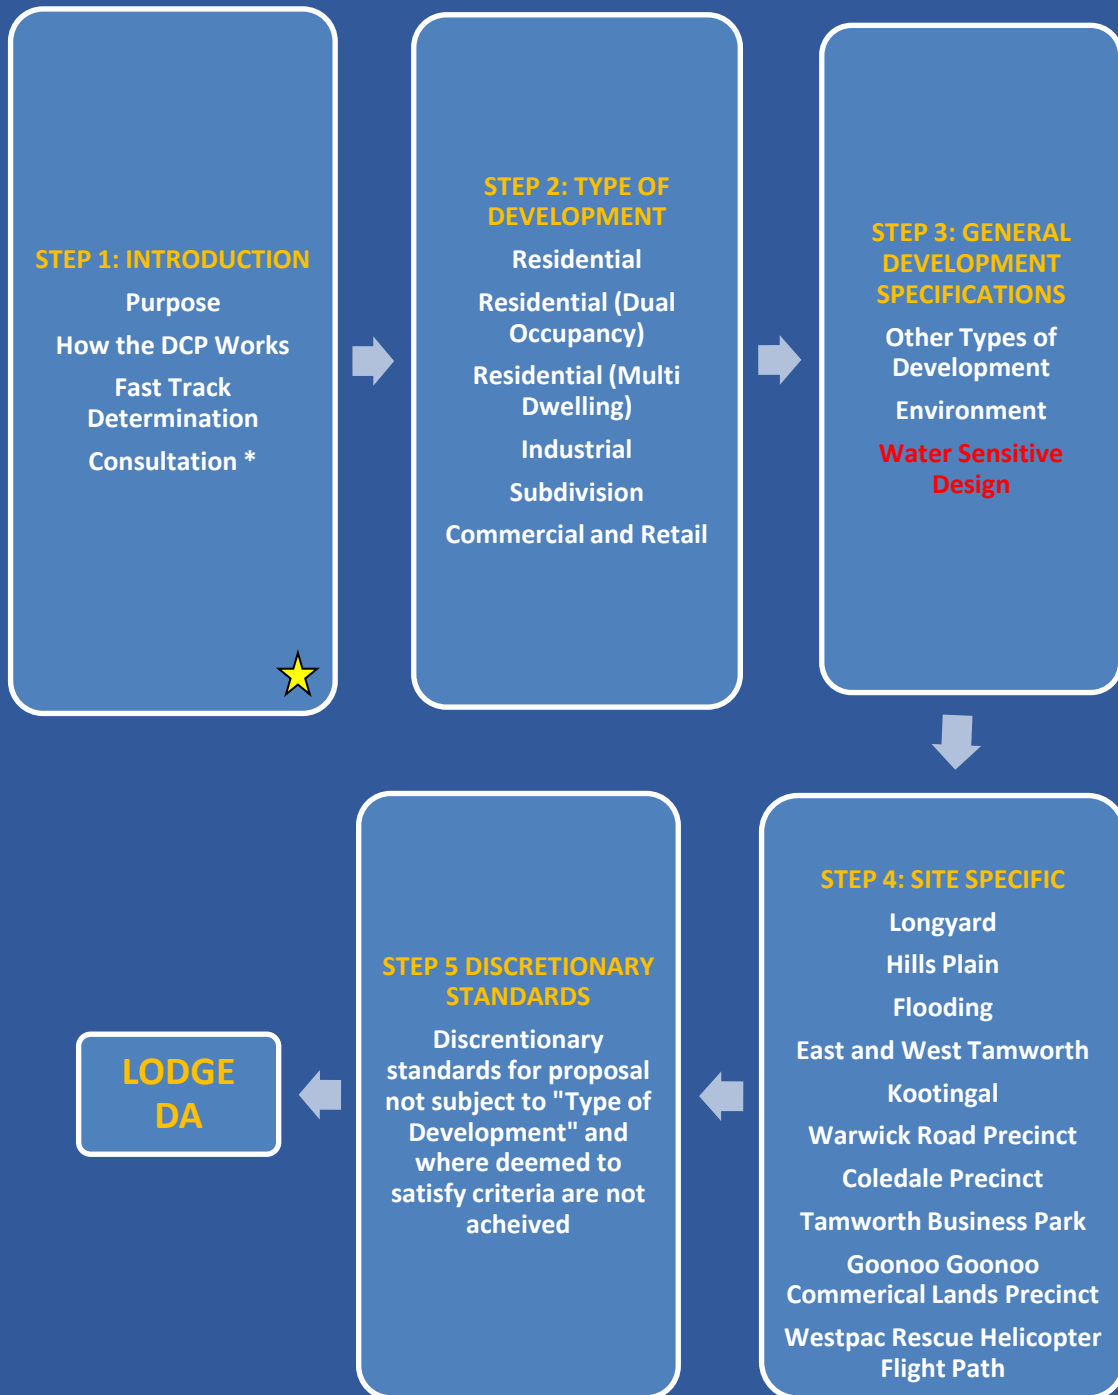 STEP 1: INTRODUCTION
Purpose
How the DCP Works
Fast Track
Determination
Consultation *
STEP 2: TYPE OF
DEVELOPMENT
Residential
Residential (Dual
Occupancy)
Residential (Multi
Dwelling)
Industrial
Subdivision
Commercial and Retail
STEP 3: GENERAL
DEVELOPMENT
SPECIFICATIONS
Other Types of
Development
Environment
Water Sensitive
Design
STEP 4: SITE SPECIFIC
Longyard
Hills Plain
Flooding
East and West Tamworth
Kootingal
Warwick Road Precinct
Coledale Precinct
Tamworth Business Park
Goonoo Goonoo
Commerical Lands Precinct
Westpac Rescue Helicopter
Flight Path
STEP 5 DISCRETIONARY
STANDARDS
Discrentionary
standards for proposal
not subject to "Type of
Development" and
where deemed to
satisfy criteria are not
acheived
LODGE
DA